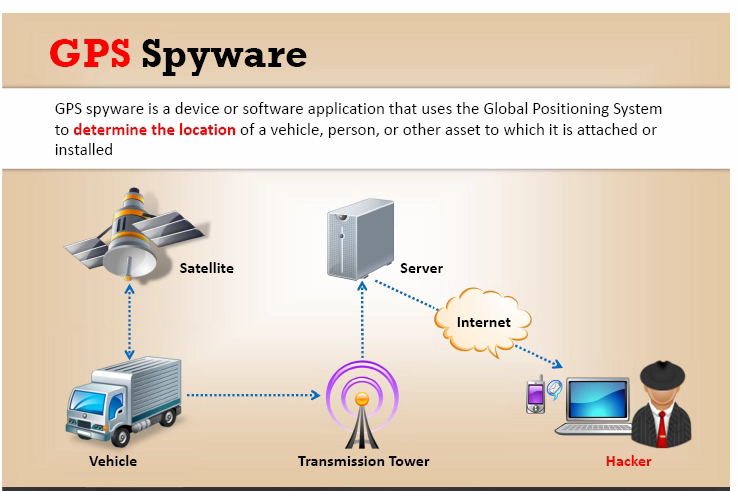 GPS Spyware
GPS spyware is a device or software application that uses the Global Positioning System
to determine the location of a vehicle, person, or other asset to which it is attached or
installed
Satellite
Server
Internet
Vehicle
Transmission Tower
Hacker